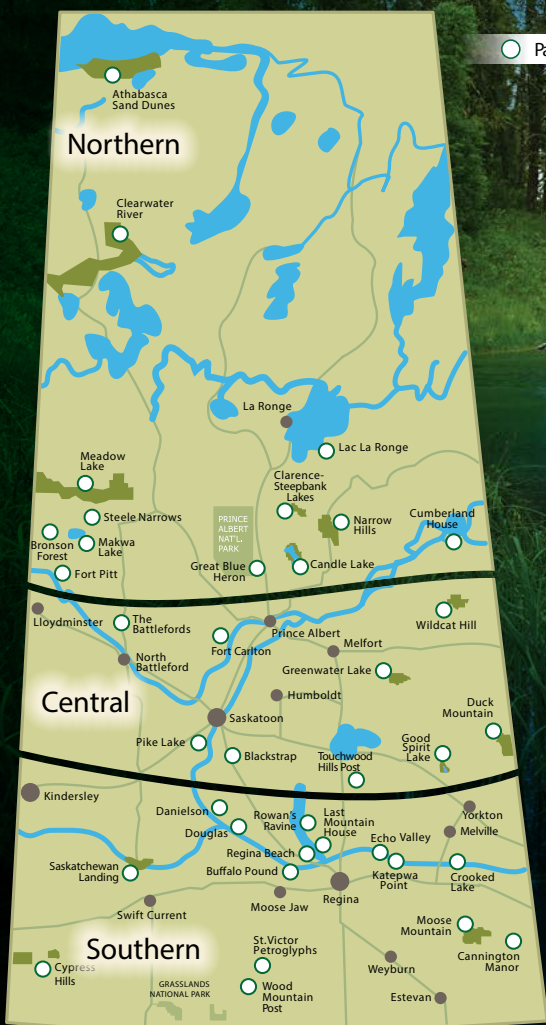 Pa
Athabasca
Sand Dunes
Northern
Clearwater
River
La Ronge
Lac La Ronge
Meadow
Lake
Clarence-
Steepbank
Lakes
Steele Narrows
PRINCE
ALBERT
NAT'L.
PARK
Narrow
Hills
Cumberland
House
Bronson
Forest
Makwa
Lake
Fort Pitt
Great Blue
Heron
Candle Lake
Lloydminster
The
Battlefords
Fort Carlton
Prince Albert
Wildcat Hill
North
Battleford
Melfort
Greenwater Lake
Central
Humboldt
Saskatoon
Duck
Mountain
Pike Lake
Blackstrap
Touchwood
Hills Post
Good
Spirit
Lake
Kindersley
Danielson
Douglas
Rowan's
Ravine
Last
Mountain
House
Yorkton
Melville
Echo Valley
Regina Beach
Saskatchewan
Landing
Buffalo Pound
Katepwa
Point
Crooked
Lake
Swift Current
Moose Jaw
Regina
Moose
Mountain
Southern
St.Victor
Petroglyphs
Cannington
Manor
Cypress
Hills
Weyburn
GRASSLANDS
NATIONAL PARK
Wood
Mountain
Post
Estevan